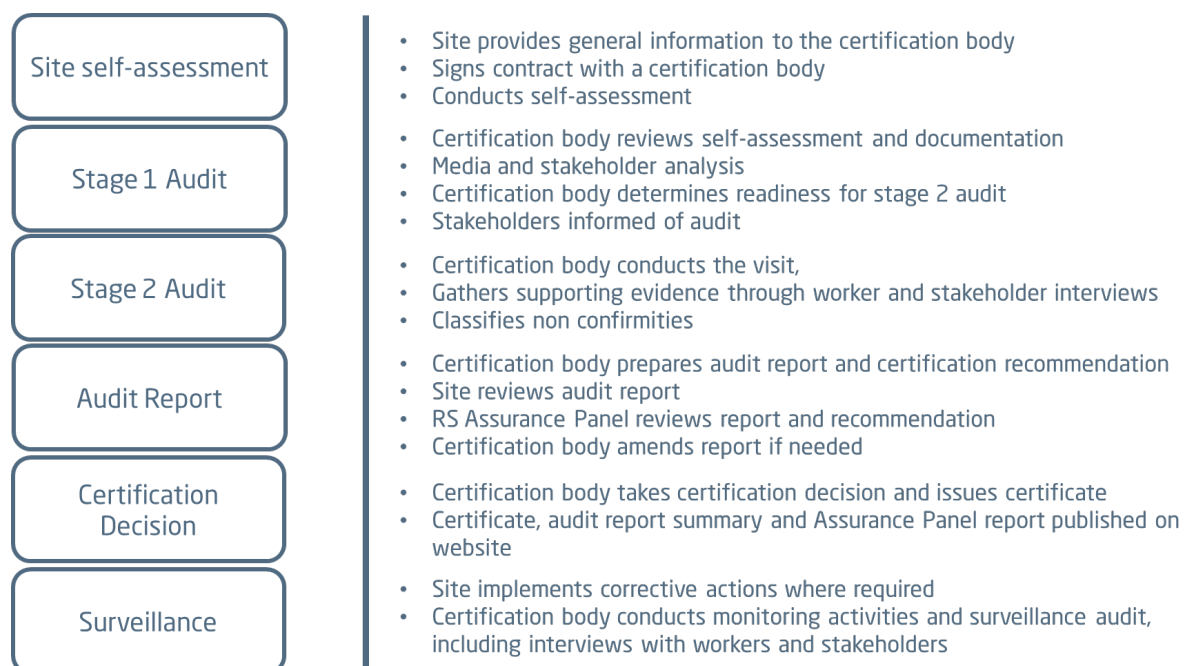 Site self-assessment
• Site provides general information to the certification body
• Signs contract with a certification body
• Conducts self-assessment
Stage 1 Audit
• Certification body reviews self-assessment and documentation
• Media and stakeholder analysis
• Certification body determines readiness for stage 2 audit
• Stakeholders informed of audit
Stage 2 Audit
• Certification body conducts the visit,
• Gathers supporting evidence through worker and stakeholder interviews
• Classifies non confirmities
Audit Report
• Certification body prepares audit report and certification recommendation
• Site reviews audit report
• RS Assurance Panel reviews report and recommendation
• Certification body amends report if needed
Certification
Decision
• Certification body takes certification decision and issues certificate
• Certificate, audit report summary and Assurance Panel report published on
website
Surveillance
• Site implements corrective actions where required
• Certification body conducts monitoring activities and surveillance audit,
including interviews with workers and stakeholders